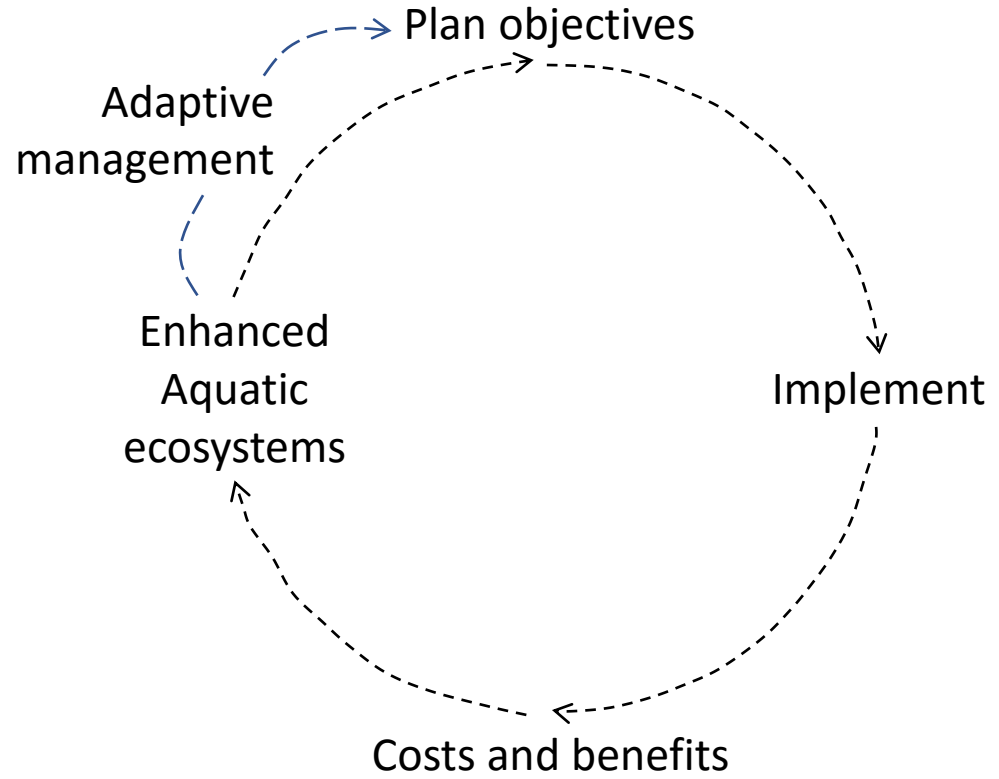 Plan objectives
Adaptive
management
Enhanced
Aquatic
ecosystems
Implement
Costs and benefits